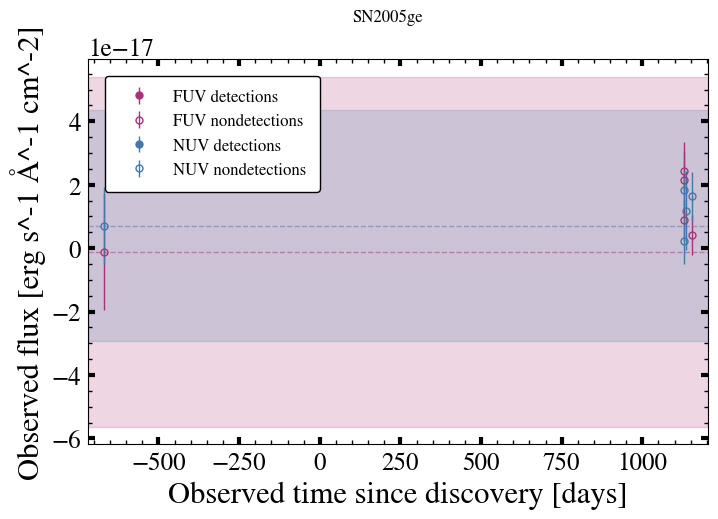 SN2005ge
1e−17
FUV detections
FUV nondetections
NUV detections
NUV nondetections
4
2
0
−2
−4
−6
Observed flux [erg s^-1 Å^-1 cm^-2]
−500 −250 0 250 500 750 1000
Observed time since discovery [days]